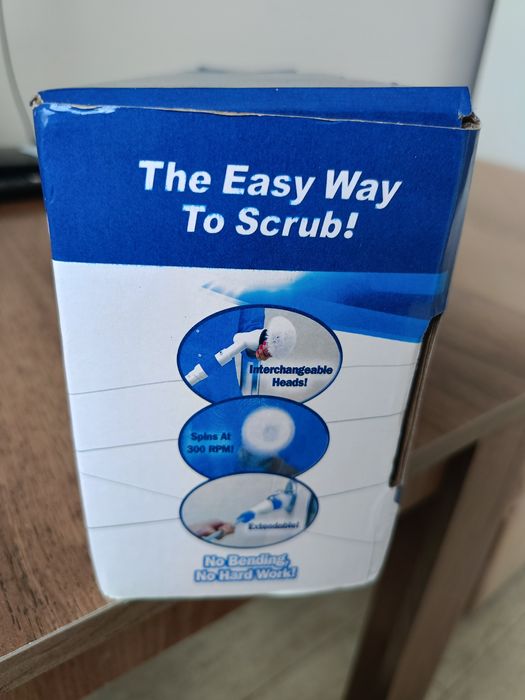 The Easy Way
To Scrub!
Interchangeable
Heads!
Spins At
300 RPM!
Extendable!
No Bending,
No Hard Work!